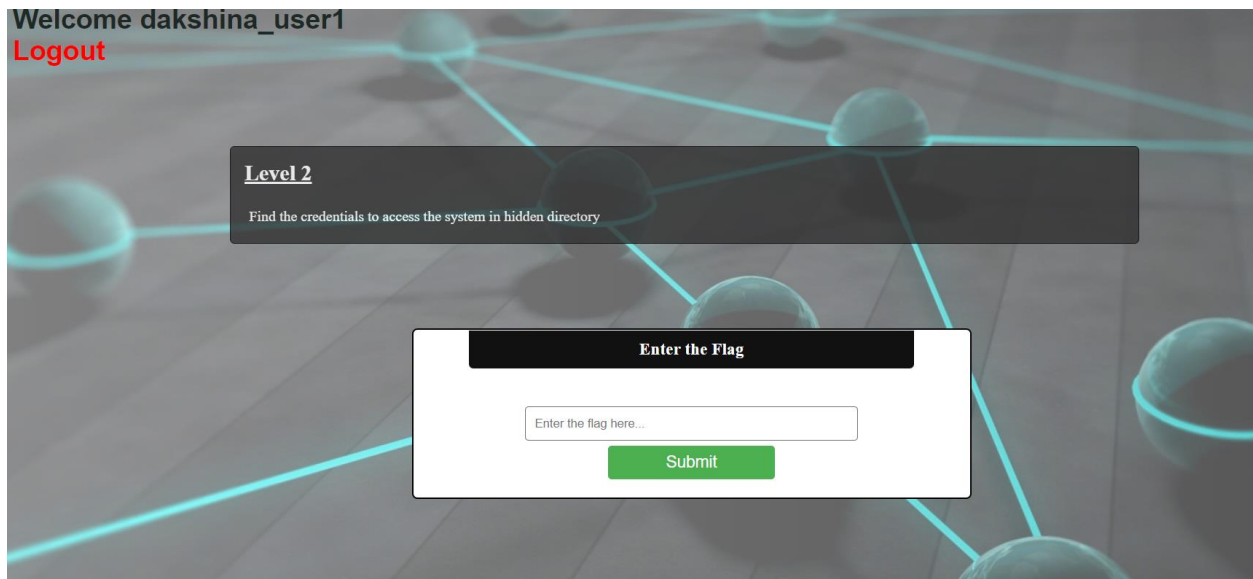 Welcome dakshina_user1
Logout
Level 2
Find the credentials to access the system in hidden directory
Enter the Flag
Enter the flag here...
Submit